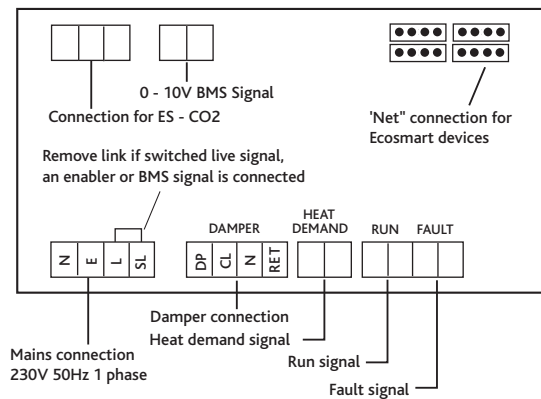 0 - 10V BMS Signal
Connection for ES - CO2
'Net" connection for
Ecosmart devices
Remove link if switched live signal,
an enabler or BMS signal is connected
DAMPER
HEAT
DEMAND
RUN
FAULT
N
E
L
SL
DP
CL
N
RET
Damper connection
Heat demand signal
Mains connection
230V 50Hz 1 phase
Run signal
Fault signal